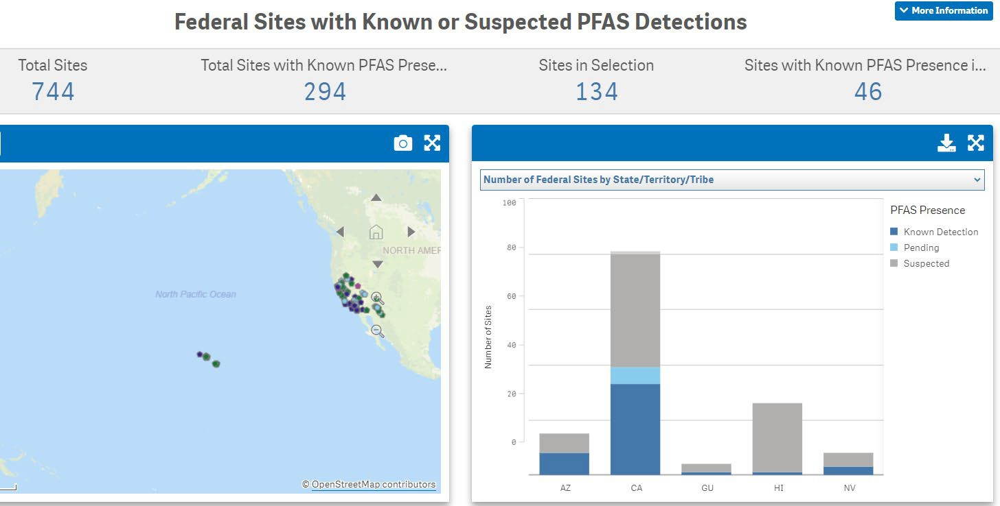 Federal Sites with Known or Suspected PFAS Detections
More Information
Total Sites
744
Total Sites with Known PFAS Prese...
294
Sites in Selection
134
Sites with Known PFAS Presence i...
46
NORTH AMER
North Pacific Ocean
© OpenStreetMap contributors
Number of Federal Sites by State/Territory/Tribe
Number of Sites
100
80
60
40
20
0
AZ CA GU HI NV
PFAS Presence
Known Detection
Pending
Suspected